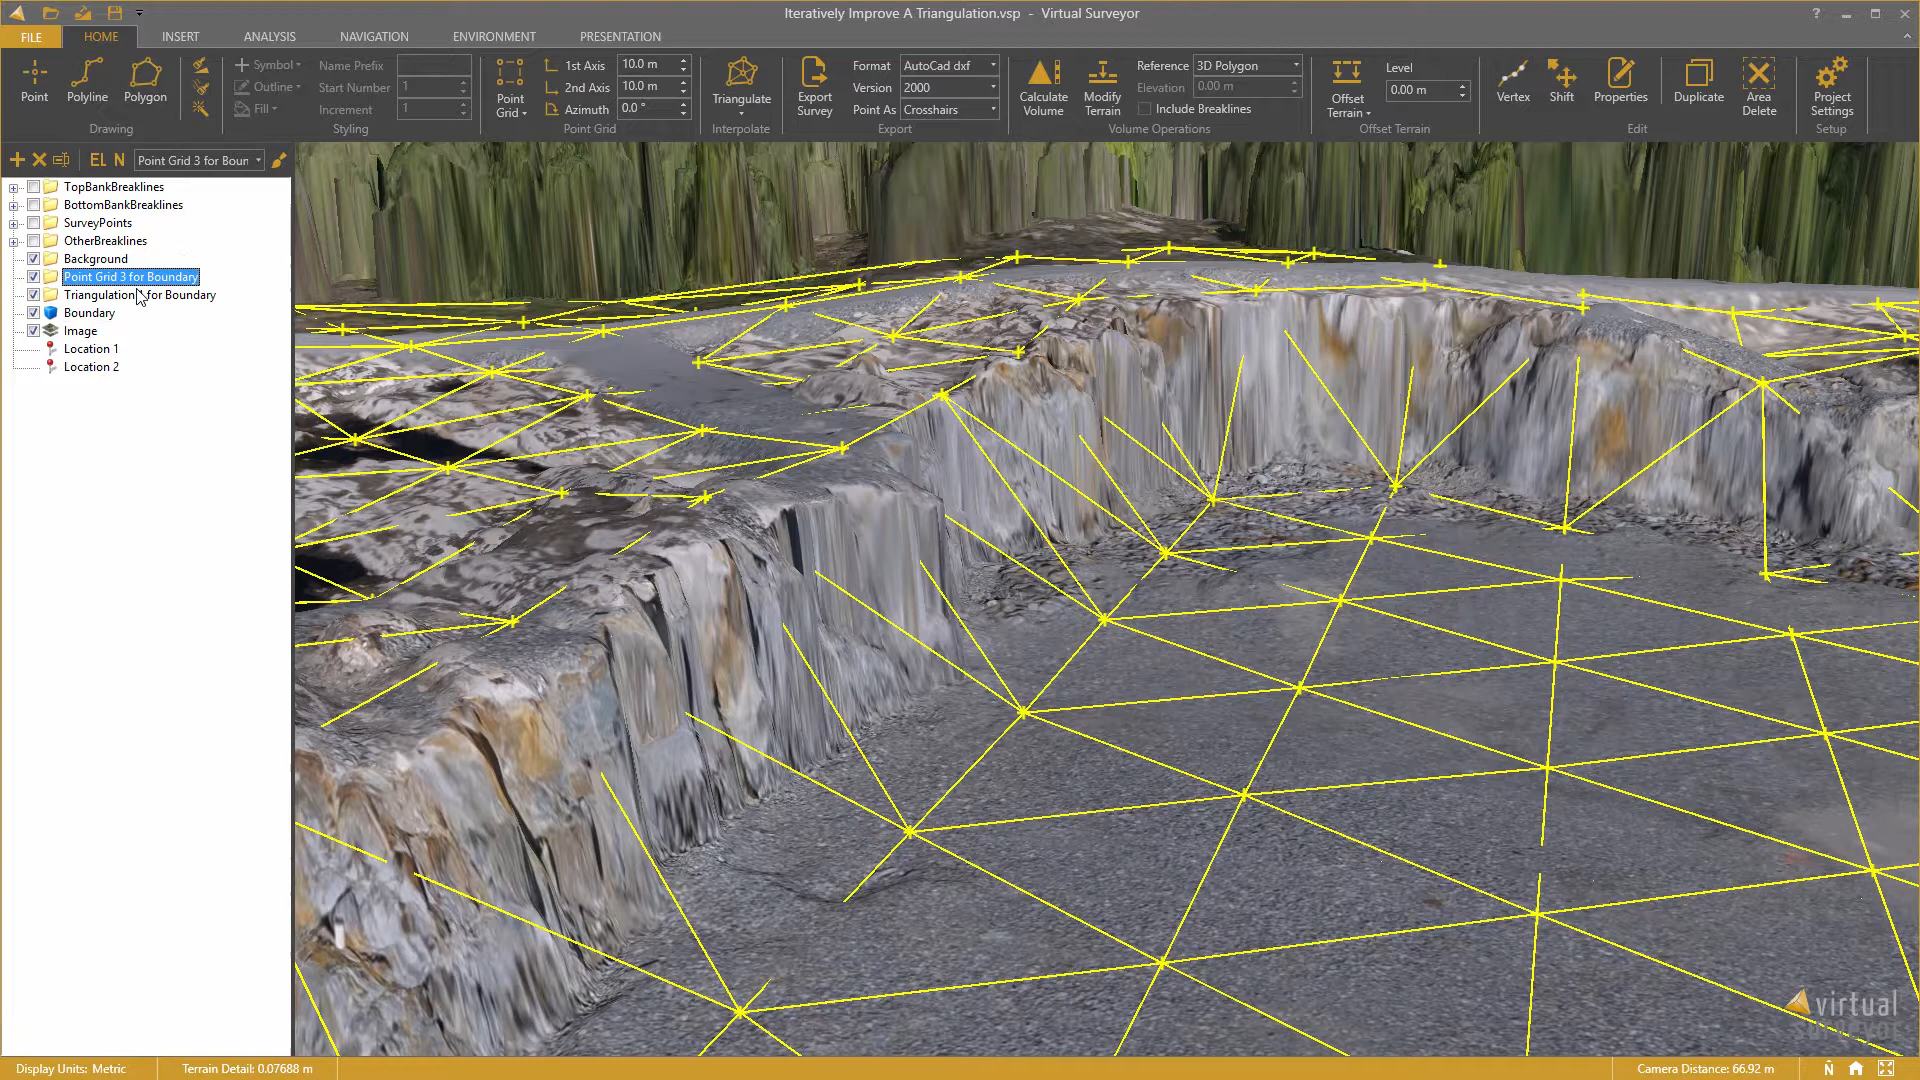 Iteratively Improve A Triangulation.vsp - Virtual Surveyor
?
FILE HOME INSERT ANALYSIS NAVIGATION ENVIRONMENT PRESENTATION
Point
Polyline
Polygon
Drawing
Symbol
Outline
Fill
Name Prefix
Start Number 1
Increment 1
Styling
Point Grid
1st Axis 10.0 m
2nd Axis 10.0 m
Azimuth 0.0 °
Point Grid
Triangulate
Interpolate
Export Survey
Format AutoCad dxf
Version 2000
Point As Crosshairs
Export
Calculate Volume
Modify Terrain
Reference 3D Polygon
Elevation 0.00 m
Include Breaklines
Volume Operations
Offset Terrain
Level
0.00 m
Offset Terrain
Vertex
Shift
Properties
Duplicate
Area Delete
Edit
Project Settings
Setup
EL N Point Grid 3 for Boun
TopBankBreaklines
BottomBankBreaklines
SurveyPoints
OtherBreaklines
Background
Point Grid 3 for Boundary
Triangulation for Boundary
Boundary
Image
Location 1
Location 2
virtual
SURVEYOR
Display Units: Metric
Terrain Detail: 0.07688 m
Camera Distance: 66.92 m
N